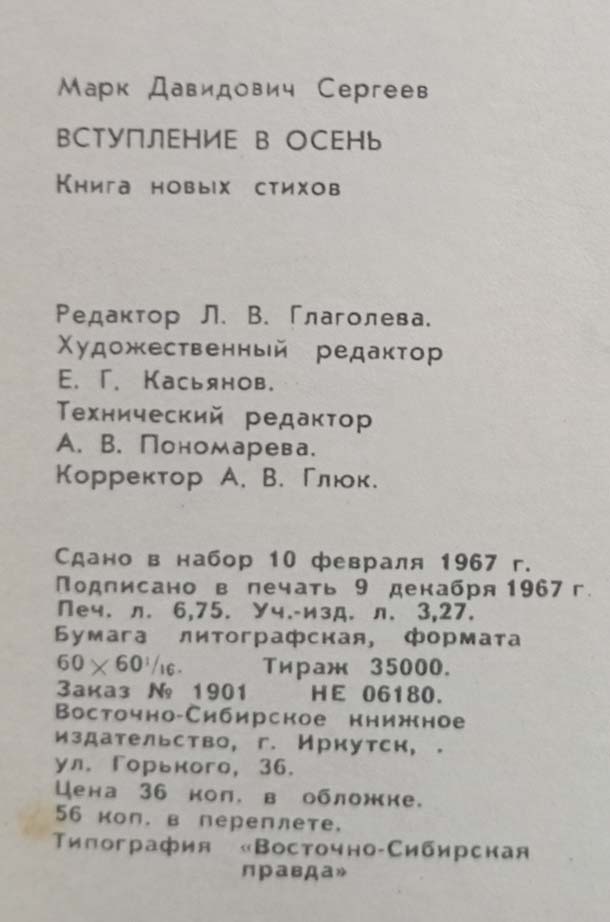 Марк Давидович Сергеев
ВСТУПЛЕНИЕ В ОСЕНЬ
Книга новых стихов
Редактор Л. В. Глаголева.
Художественный редактор
Е. Г. Касьянов.
Технический редактор
А. В. Пономарева.
Корректор А. В. Глюк.
Сдано в набор 10 февраля 1967 г.
Подписано в печать 9 декабря 1967 г.
Печ. л. 6,75. Уч.-изд. л. 3,27.
Бумага литографская, формата
60×60¹/₁₆. Тираж 35000.
Заказ № 1901 НЕ 06180.
Восточно-Сибирское книжное
издательство, г. Иркутск, .
ул. Горького, 36.
Цена 36 коп. в обложке.
56 коп. в переплете.
Типография «Восточно-Сибирская
правда»